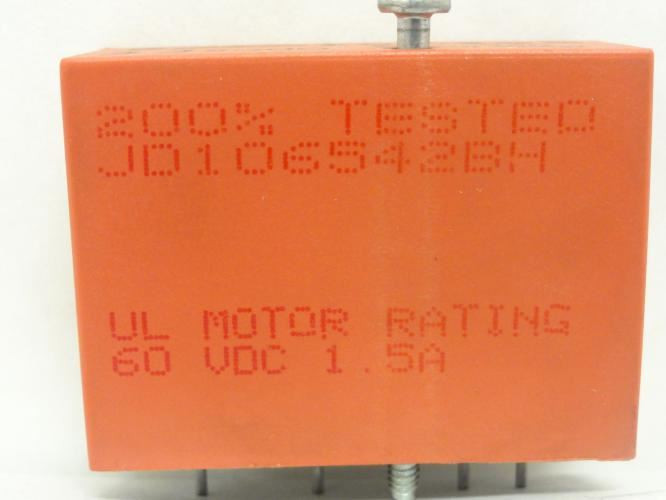 200% TESTED
JD106542BH
UL MOTOR RATING
60 VDC 1.5A